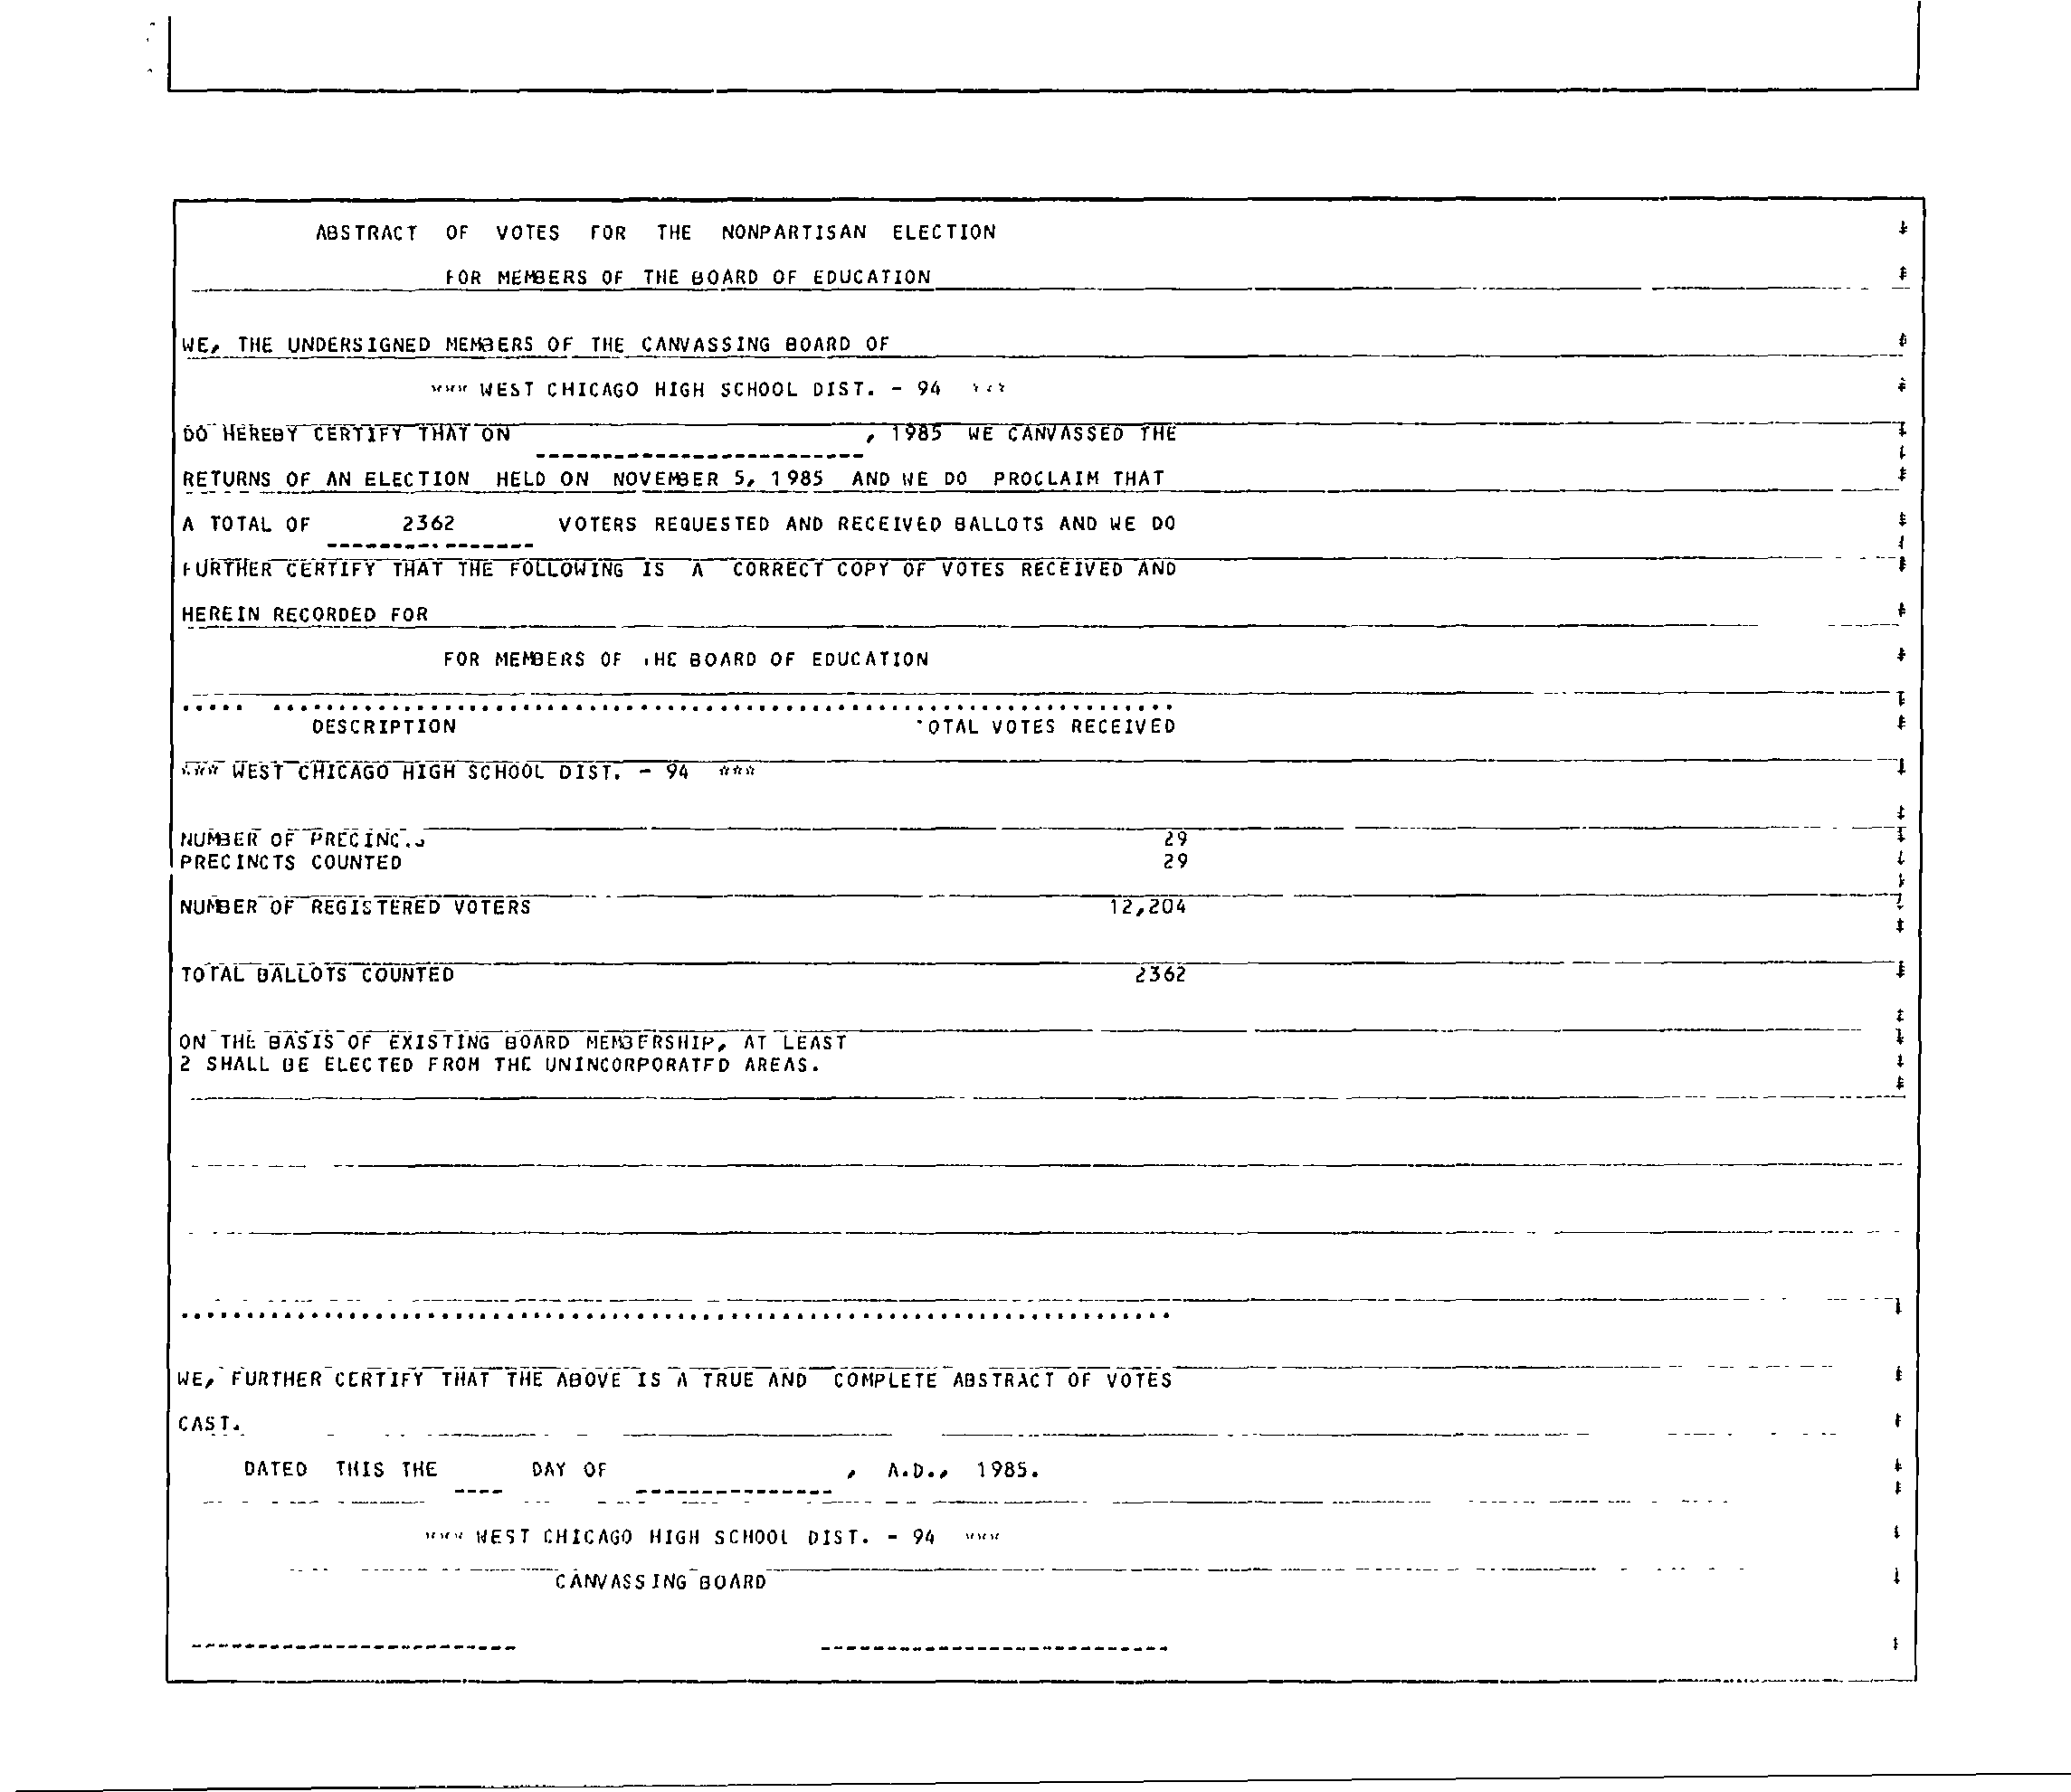 ABSTRACT OF VOTES FOR THE NONPARTISAN ELECTION
FOR MEMBERS OF THE BOARD OF EDUCATION
WE, THE UNDERSIGNED MEMBERS OF THE CANVASSING BOARD OF
*** WEST CHICAGO HIGH SCHOOL DIST. - 94 ***
DO HEREBY CERTIFY THAT ON , 1985 WE CANVASSED THE
RETURNS OF AN ELECTION HELD ON NOVEMBER 5, 1985 AND WE DO PROCLAIM THAT
A TOTAL OF 2362 VOTERS REQUESTED AND RECEIVED BALLOTS AND WE DO
FURTHER CERTIFY THAT THE FOLLOWING IS A CORRECT COPY OF VOTES RECEIVED AND
HEREIN RECORDED FOR
FOR MEMBERS OF THE BOARD OF EDUCATION
DESCRIPTION TOTAL VOTES RECEIVED
*** WEST CHICAGO HIGH SCHOOL DIST. - 94 ***
NUMBER OF PRECINCTS 29
PRECINCTS COUNTED 29
NUMBER OF REGISTERED VOTERS 12,204
TOTAL BALLOTS COUNTED 2362
ON THE BASIS OF EXISTING BOARD MEMBERSHIP, AT LEAST
2 SHALL BE ELECTED FROM THE UNINCORPORATED AREAS.
WE, FURTHER CERTIFY THAT THE ABOVE IS A TRUE AND COMPLETE ABSTRACT OF VOTES
CAST.
DATED THIS THE DAY OF , A.D., 1985.
*** WEST CHICAGO HIGH SCHOOL DIST. - 94 ***
CANVASSING BOARD